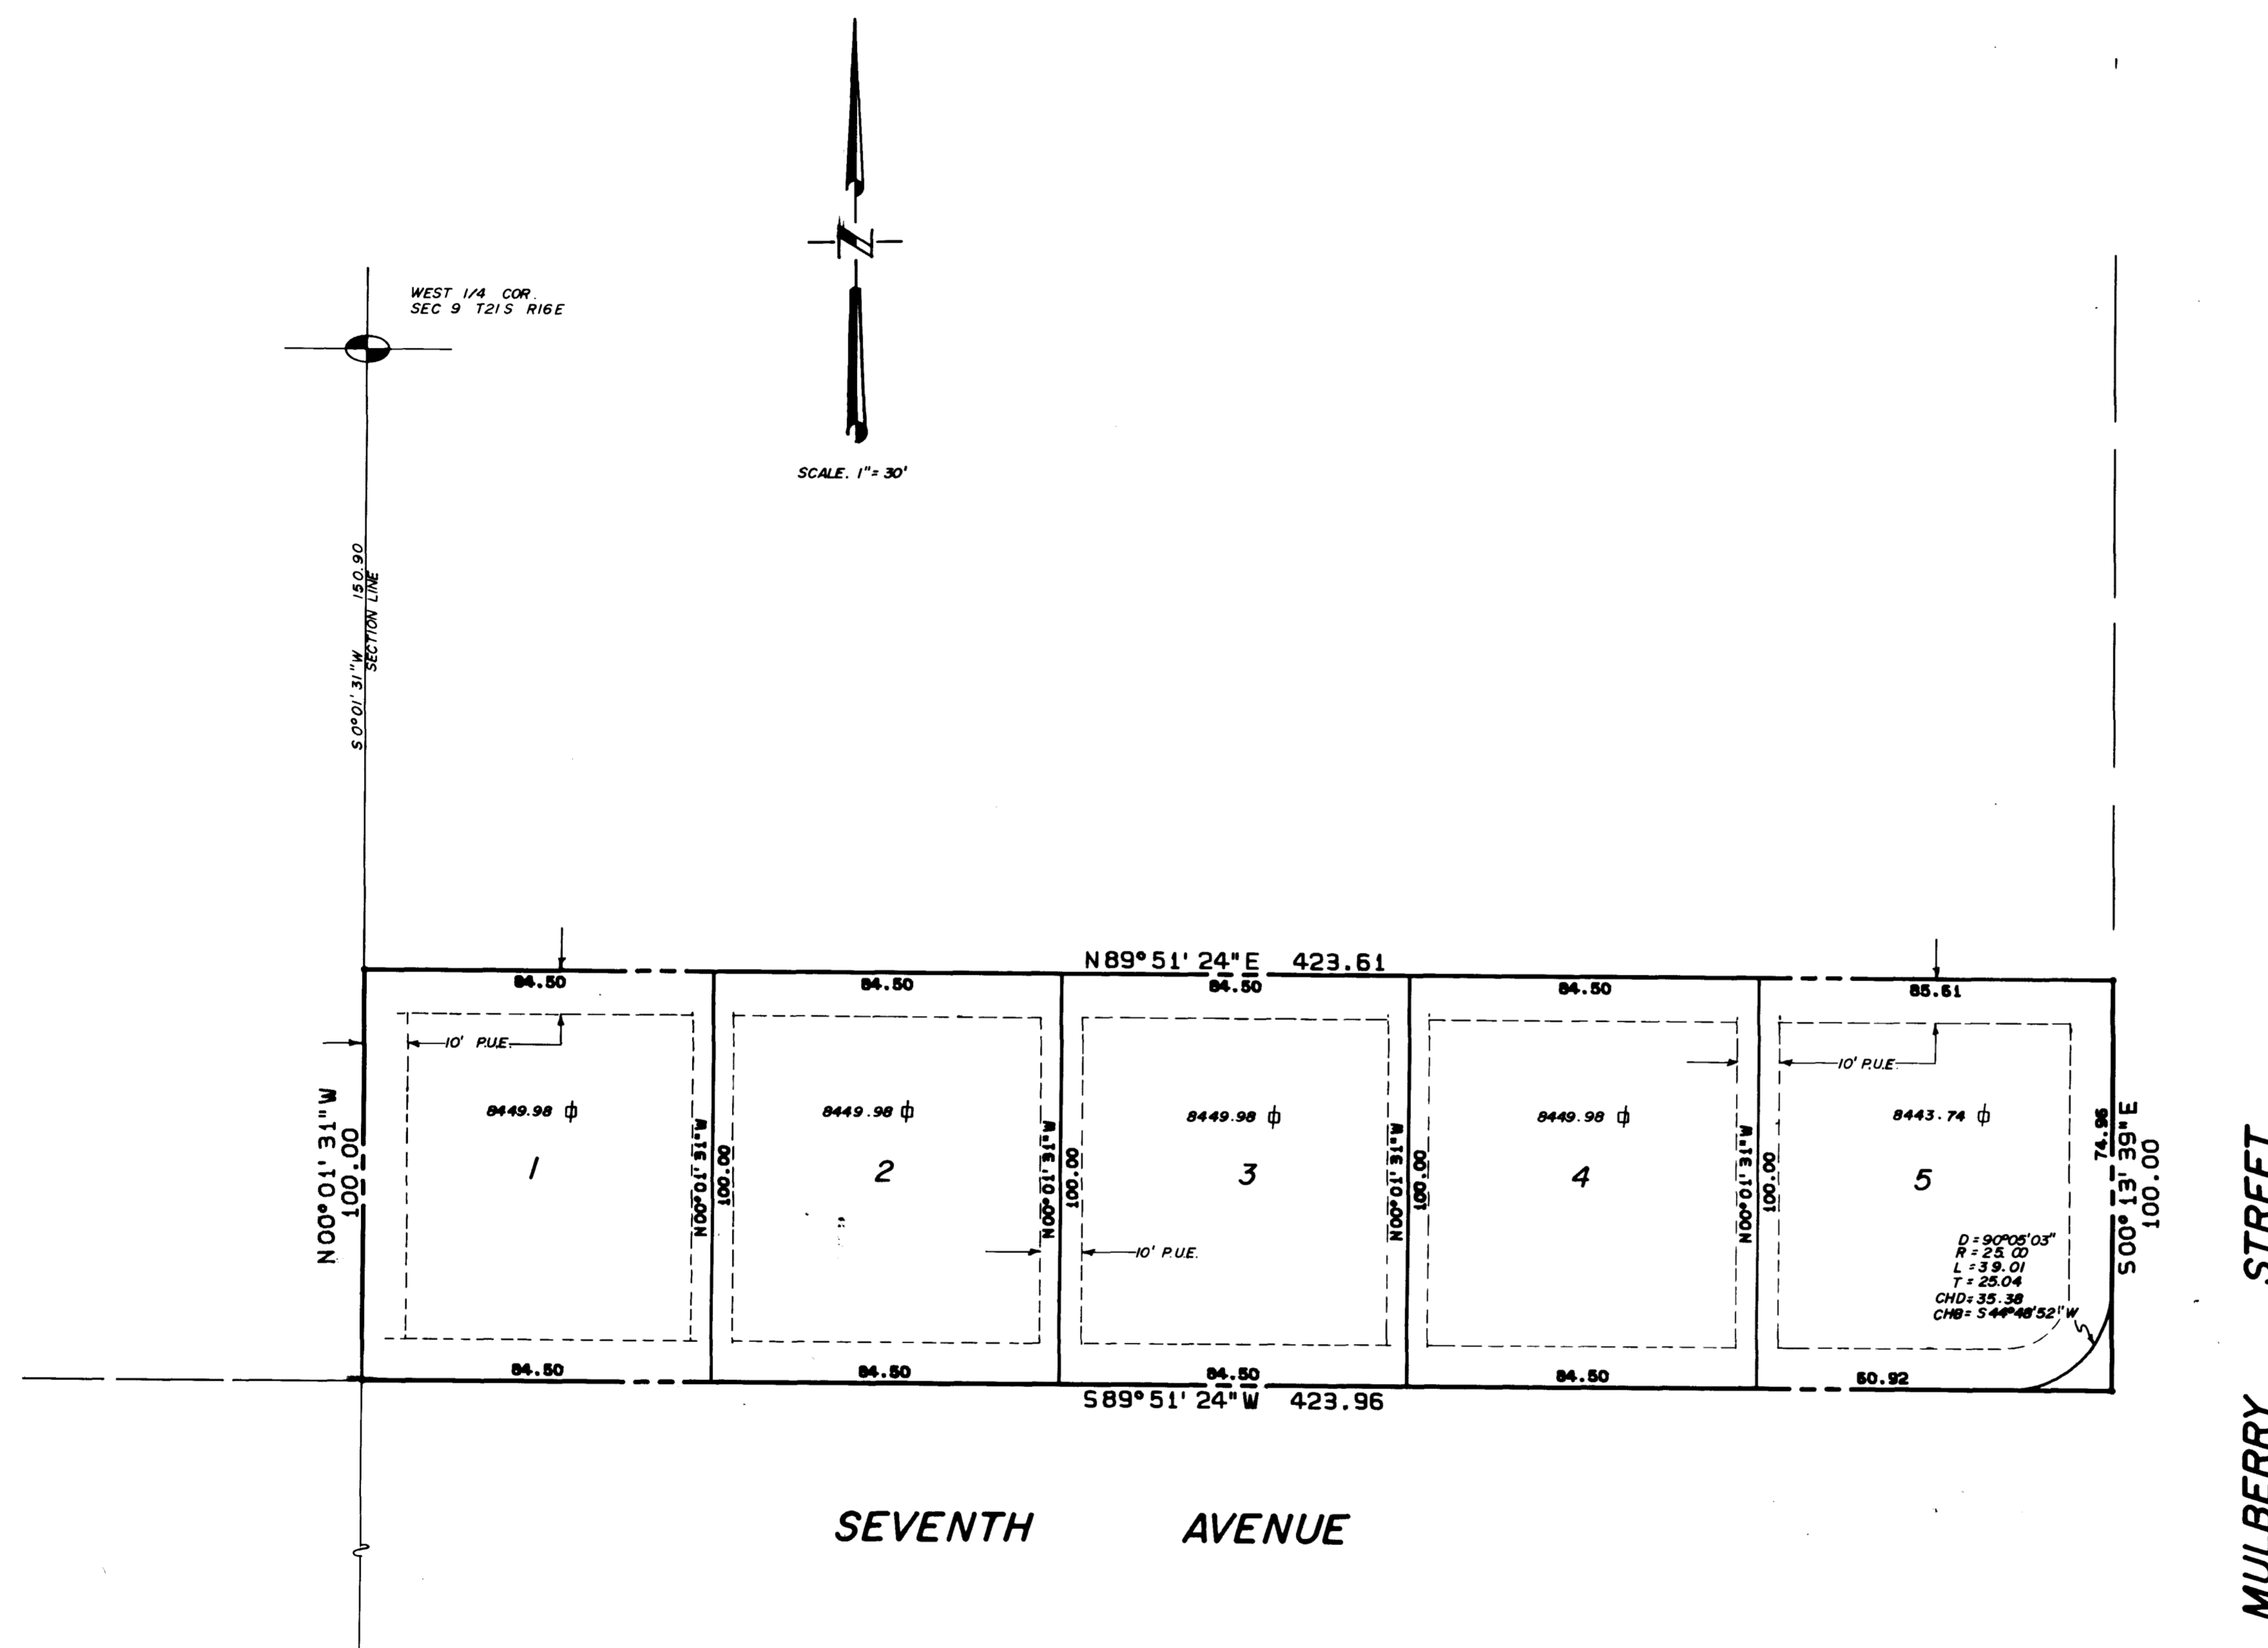 WEST 1/4 COR.
SEC 9 T21S R16E
SCALE. 1"= 30'
S 0°01'31"W 150.90
SECTION LINE
N89°51'24"E 423.61
84.50
84.50
84.50
84.50
85.61
10' P.U.E.
10' P.U.E.
N00°01'31"W
100.00
8449.98
1
N00°01'31"W
100.00
8449.98
2
N00°01'31"W
100.00
8449.98
3
10' P.U.E.
N00°01'31"W
100.00
8449.98
4
N00°01'31"W
100.00
8443.74
5
74.96
S00°13'39"E
100.00
D = 90°05'03"
R = 25.00
L = 39.01
T = 25.04
CHD= 35.38
CHB= S 44°48'52"W
84.50
84.50
84.50
84.50
60.92
S89°51'24"W 423.96
SEVENTH AVENUE
MULBERRY STREET